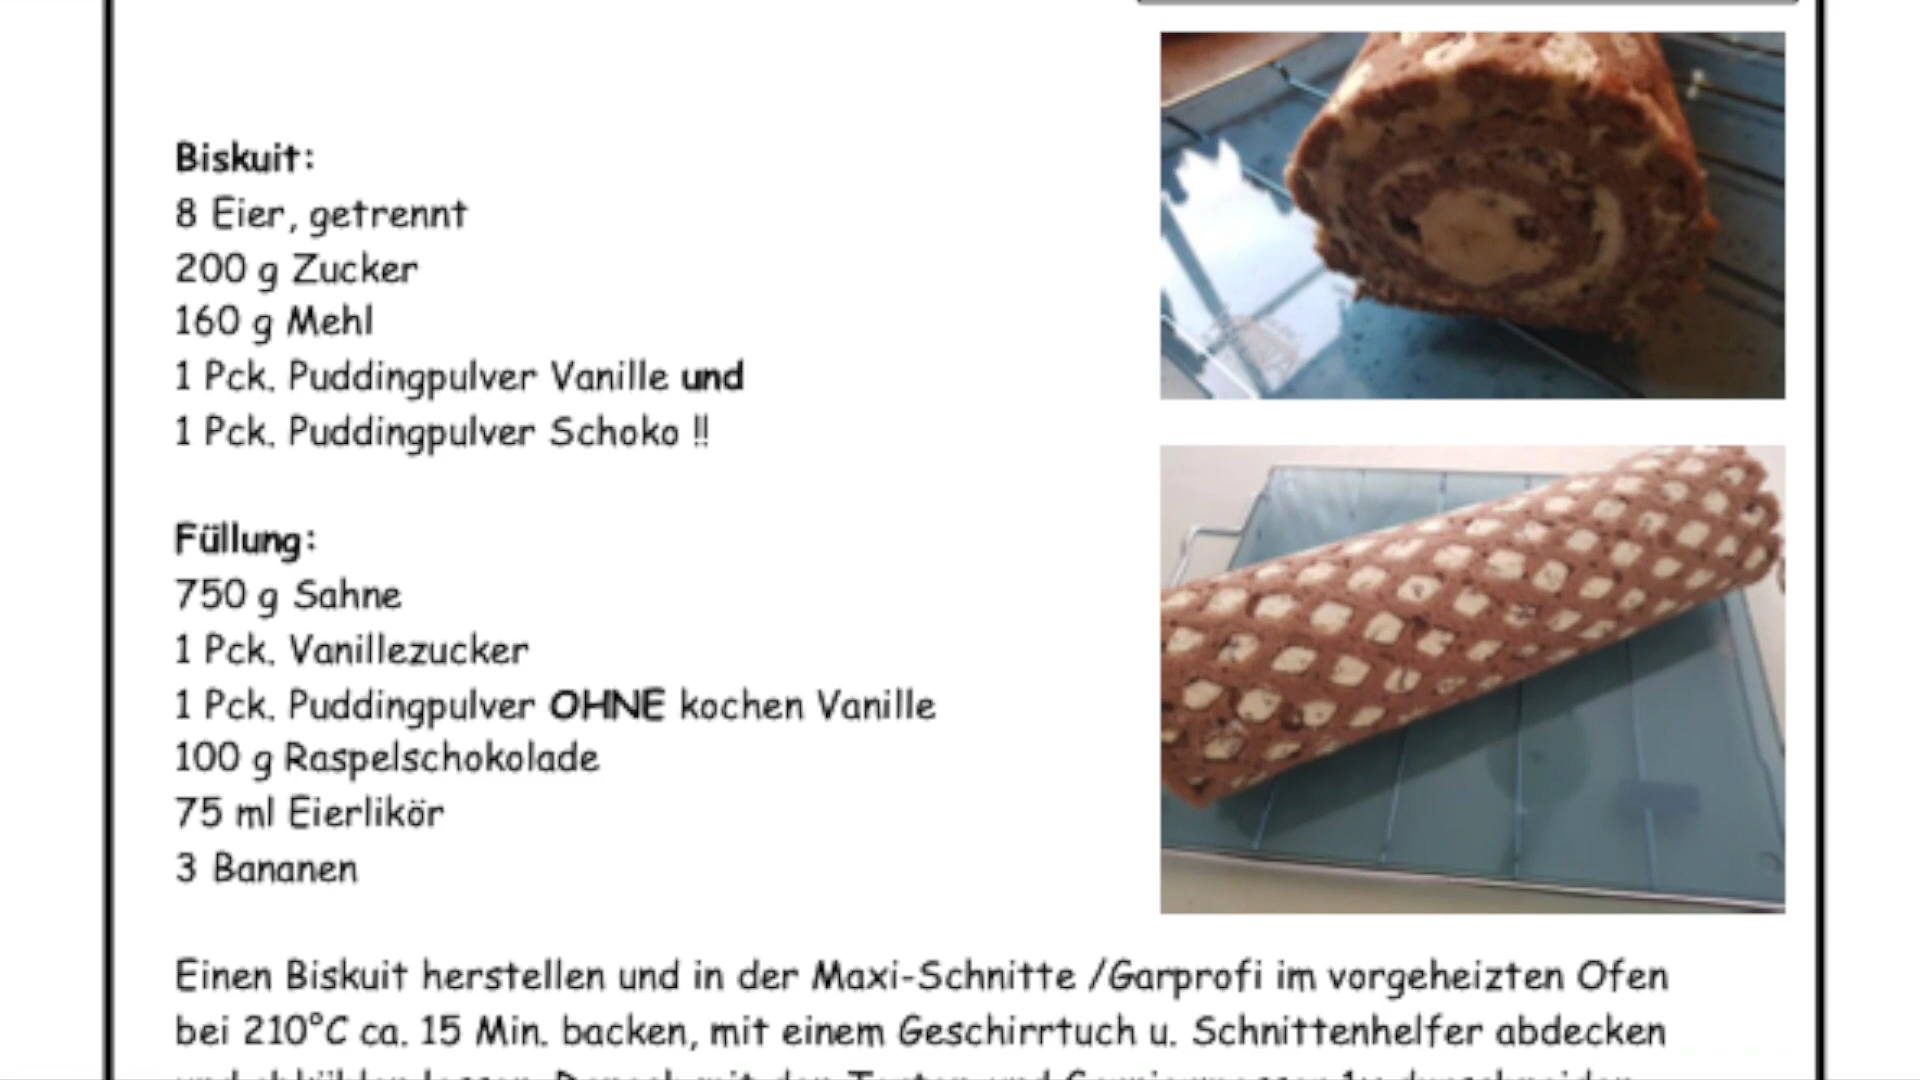 Biskuit:
8 Eier, getrennt
200 g Zucker
160 g Mehl
1 Pck. Puddingpulver Vanille und
1 Pck. Puddingpulver Schoko !!
Füllung:
750 g Sahne
1 Pck. Vanillezucker
1 Pck. Puddingpulver OHNE kochen Vanille
100 g Raspelschokolade
75 ml Eierlikör
3 Bananen
Einen Biskuit herstellen und in der Maxi-Schnitte /Garprofi im vorgeheizten Ofen
bei 210°C ca. 15 Min. backen, mit einem Geschirrtuch u. Schnittenhelfer abdecken